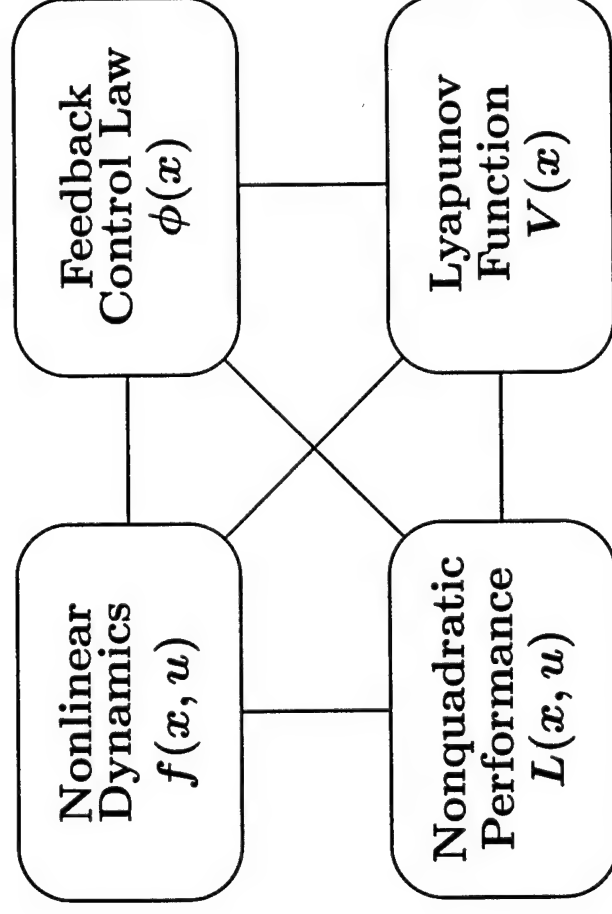 Nonlinear
Dynamics
f(x, u)
Feedback
Control Law
ϕ(x)
Nonquadratic
Performance
L(x, u)
Lyapunov
Function
V(x)